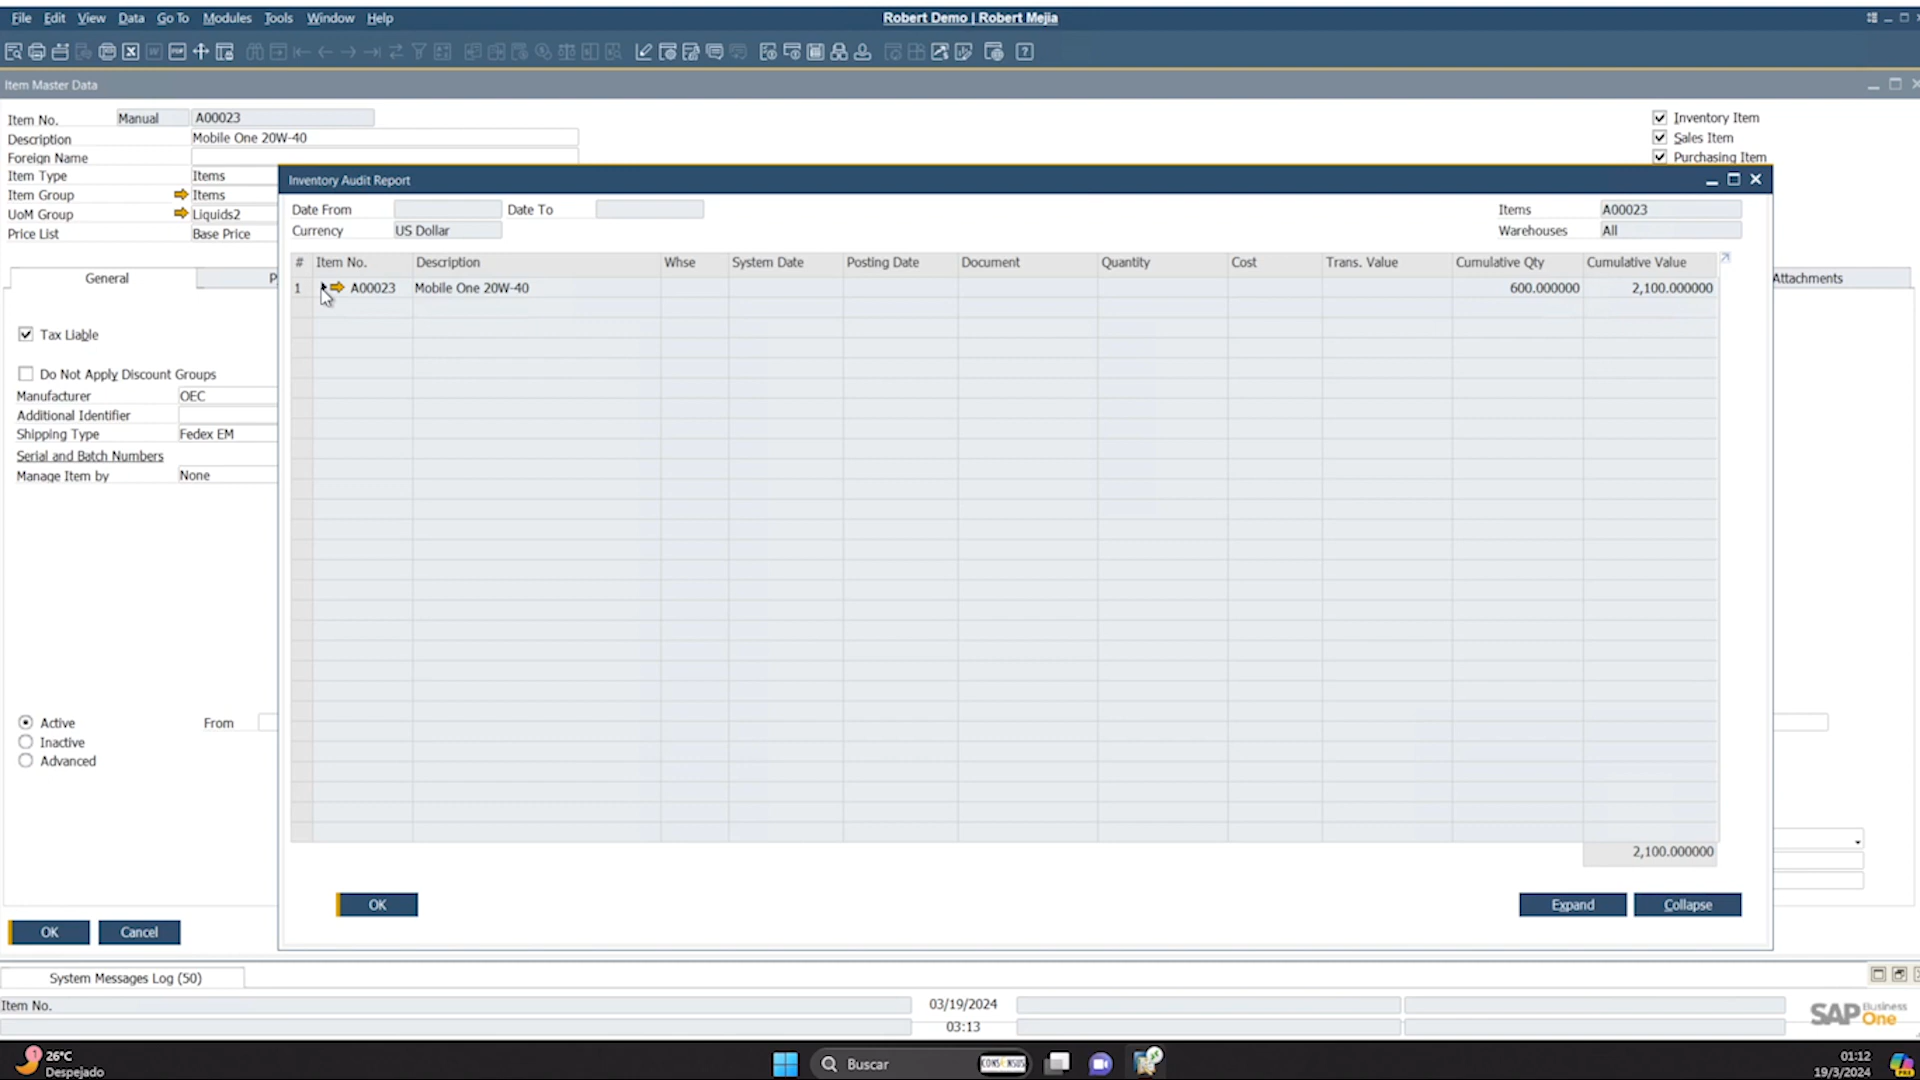 File Edit View Data Go To Modules Tools Window Help
Robert Demo | Robert Mejia
Item Master Data
Item No. Manual A00023
Description Mobile One 20W-40
Foreign Name
Item Type Items
Item Group Items
UoM Group Liquids2
Price List Base Price
Inventory Item
Sales Item
Purchasing Item
General
P
Attachments
Tax Liable
Do Not Apply Discount Groups
Manufacturer OEC
Additional Identifier
Shipping Type Fedex EM
Serial and Batch Numbers
Manage Item by None
Active From
Inactive
Advanced
OK Cancel
Inventory Audit Report
Date From Date To
Currency US Dollar
Items A00023
Warehouses All
# Item No. Description Whse System Date Posting Date Document Quantity Cost Trans. Value Cumulative Qty Cumulative Value
1 A00023 Mobile One 20W-40 600.000000 2,100.000000
2,100.000000
OK Expand Collapse
System Messages Log (50)
Item No. 03/19/2024
03:13
SAP Business One
1
26°C
Despejado
Buscar
CONSENSUS
01:12
19/3/2024
PRE